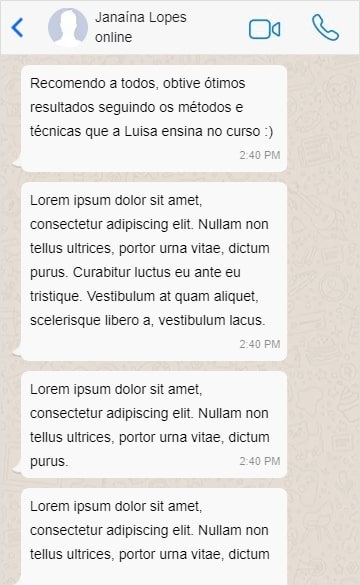 Janaína Lopes
online
Recomendo a todos, obtive ótimos
resultados seguindo os métodos e
técnicas que a Luisa ensina no curso :)
2:40 PM
Lorem ipsum dolor sit amet,
consectetur adipiscing elit. Nullam non
tellus ultrices, portor urna vitae, dictum
purus. Curabitur luctus eu ante eu
tristique. Vestibulum at quam aliquet,
scelerisque libero a, vestibulum lacus.
2:40 PM
Lorem ipsum dolor sit amet,
consectetur adipiscing elit. Nullam non
tellus ultrices, portor urna vitae, dictum
purus. 2:40 PM
Lorem ipsum dolor sit amet,
consectetur adipiscing elit. Nullam non
tellus ultrices, portor urna vitae, dictum